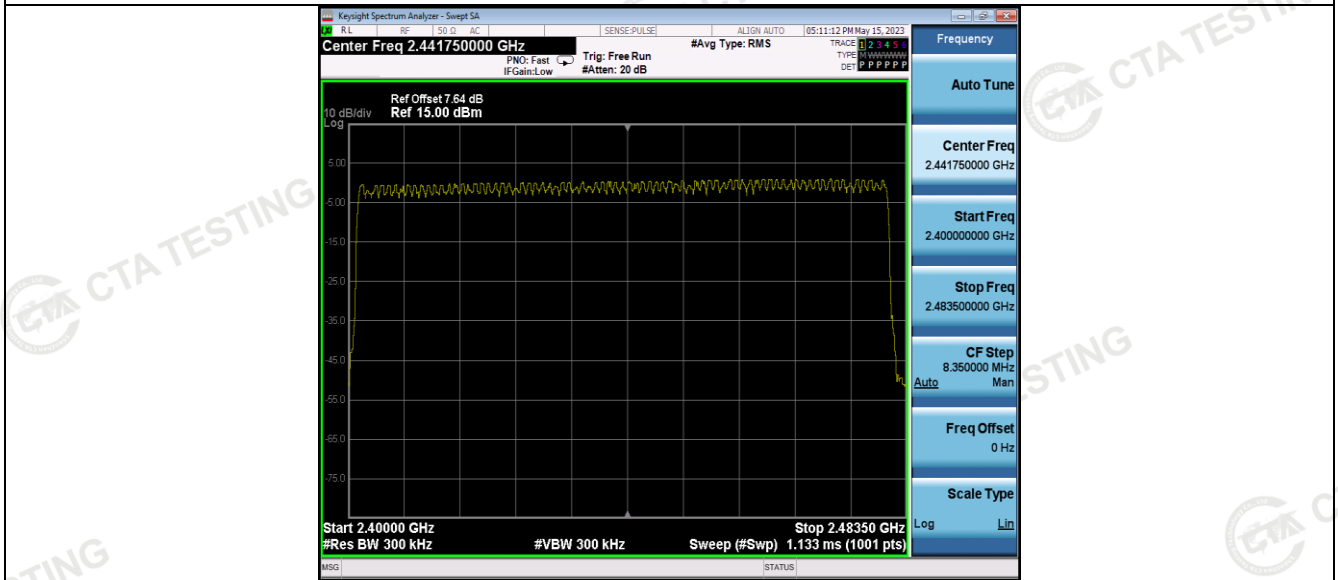 Keysight Spectrum Analyzer - Swept SA
RL RF 50 Ω AC SENSE:PULSE ALIGN AUTO 05:11:12 PM May 15, 2023
Center Freq 2.441750000 GHz
PNO: Fast
IFGain:Low
Trig: Free Run
#Atten: 20 dB
#Avg Type: RMS
TRACE 1 2 3 4 5 6
TYPE M WWWWW
DET P P P P P P
Ref Offset 7.64 dB
10 dB/div Ref 15.00 dBm
Log
5.00
-5.00
-15.0
-25.0
-35.0
-45.0
-55.0
-65.0
-75.0
Start 2.40000 GHz
Stop 2.48350 GHz
#Res BW 300 kHz
#VBW 300 kHz
Sweep (#Swp) 1.133 ms (1001 pts)
MSG
STATUS
Frequency
Auto Tune
Center Freq
2.441750000 GHz
Start Freq
2.400000000 GHz
Stop Freq
2.483500000 GHz
CF Step
8.350000 MHz
Auto Man
Freq Offset
0 Hz
Scale Type
Log Lin
CTA TESTING
CTA TESTIN
STING
TING
C